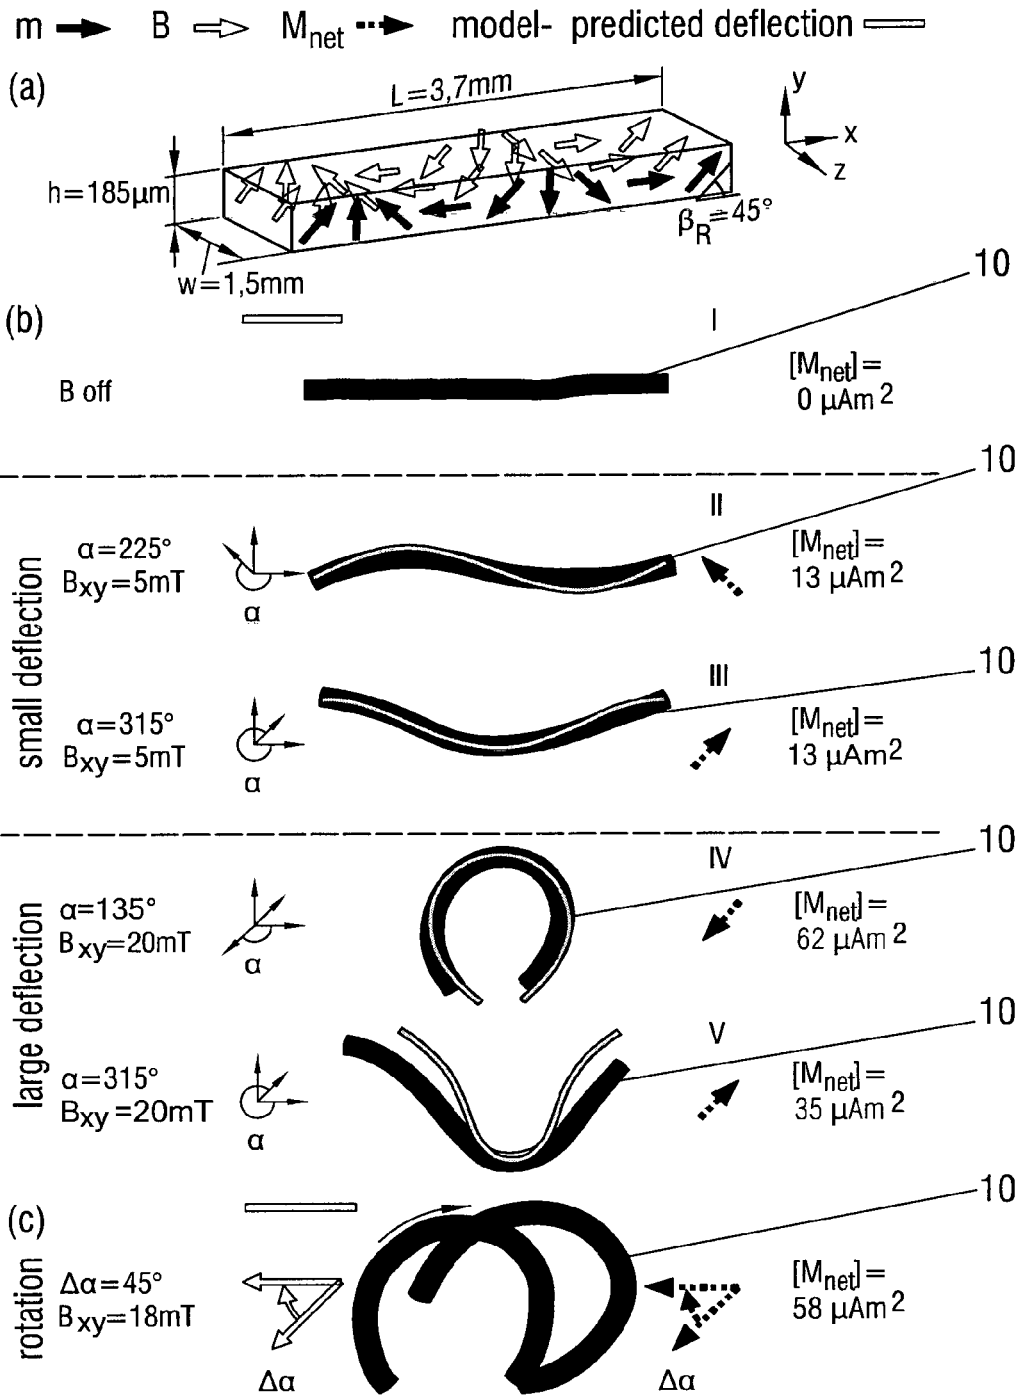 m B M_net model- predicted deflection
(a)
L=3,7mm
y
x
z
h=185µm
β_R=45°
w=1,5mm
10
(b)
I
B off
[M_net]=
0 µAm²
10
II
small deflection
α=225°
B_xy=5mT
α
[M_net]=
13 µAm²
10
III
α=315°
B_xy=5mT
α
[M_net]=
13 µAm²
10
IV
large deflection
α=135°
B_xy=20mT
α
[M_net]=
62 µAm²
10
V
α=315°
B_xy=20mT
α
[M_net]=
35 µAm²
10
(c)
rotation
Δα=45°
B_xy=18mT
Δα
Δα
[M_net]=
58 µAm²